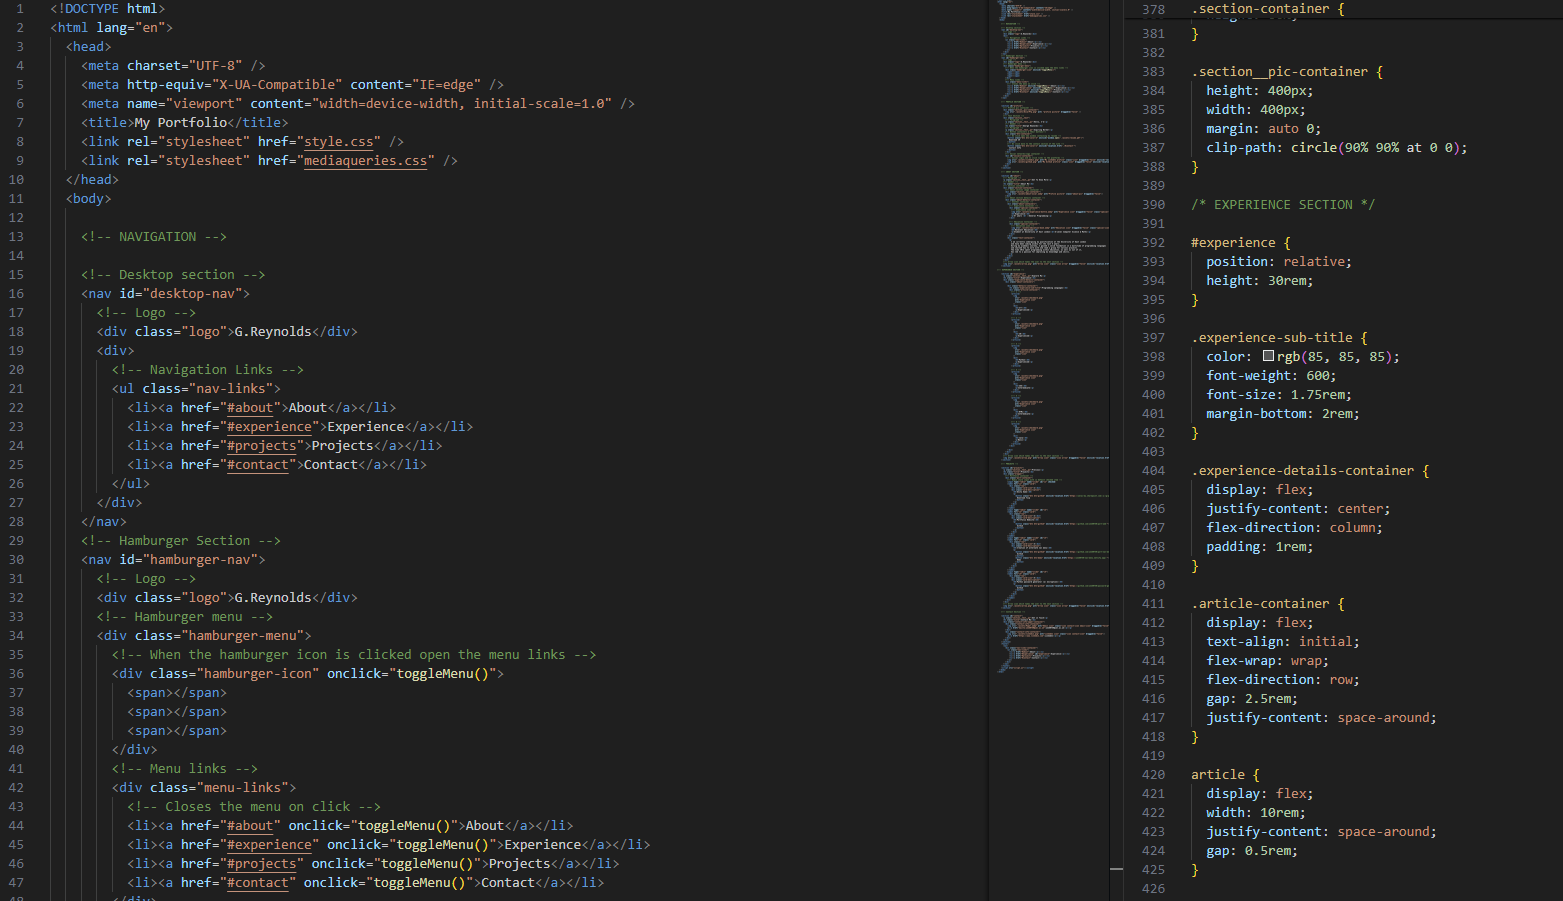 1 <!DOCTYPE html>
2 <html lang="en">
3 <head>
4 <meta charset="UTF-8" />
5 <meta http-equiv="X-UA-Compatible" content="IE=edge" />
6 <meta name="viewport" content="width=device-width, initial-scale=1.0" />
7 <title>My Portfolio</title>
8 <link rel="stylesheet" href="style.css" />
9 <link rel="stylesheet" href="mediaqueries.css" />
10 </head>
11 <body>
12
13 <!-- NAVIGATION -->
14
15 <!-- Desktop section -->
16 <nav id="desktop-nav">
17 <!-- Logo -->
18 <div class="logo">G.Reynolds</div>
19 <div>
20 <!-- Navigation Links -->
21 <ul class="nav-links">
22 <li><a href="#about">About</a></li>
23 <li><a href="#experience">Experience</a></li>
24 <li><a href="#projects">Projects</a></li>
25 <li><a href="#contact">Contact</a></li>
26 </ul>
27 </div>
28 </nav>
29 <!-- Hamburger Section -->
30 <nav id="hamburger-nav">
31 <!-- Logo -->
32 <div class="logo">G.Reynolds</div>
33 <!-- Hamburger menu -->
34 <div class="hamburger-menu">
35 <!-- When the hamburger icon is clicked open the menu links -->
36 <div class="hamburger-icon" onclick="toggleMenu()">
37 <span></span>
38 <span></span>
39 <span></span>
40 </div>
41 <!-- Menu links -->
42 <div class="menu-links">
43 <!-- Closes the menu on click -->
44 <li><a href="#about" onclick="toggleMenu()">About</a></li>
45 <li><a href="#experience" onclick="toggleMenu()">Experience</a></li>
46 <li><a href="#projects" onclick="toggleMenu()">Projects</a></li>
47 <li><a href="#contact" onclick="toggleMenu()">Contact</a></li>
378 .section-container {
381 }
382
383 .section__pic-container {
384 height: 400px;
385 width: 400px;
386 margin: auto 0;
387 clip-path: circle(90% 90% at 0 0);
388 }
389
390 /* EXPERIENCE SECTION */
391
392 #experience {
393 position: relative;
394 height: 30rem;
395 }
396
397 .experience-sub-title {
398 color: rgb(85, 85, 85);
399 font-weight: 600;
400 font-size: 1.75rem;
401 margin-bottom: 2rem;
402 }
403
404 .experience-details-container {
405 display: flex;
406 justify-content: center;
407 flex-direction: column;
408 padding: 1rem;
409 }
410
411 .article-container {
412 display: flex;
413 text-align: initial;
414 flex-wrap: wrap;
415 flex-direction: row;
416 gap: 2.5rem;
417 justify-content: space-around;
418 }
419
420 article {
421 display: flex;
422 width: 10rem;
423 justify-content: space-around;
424 gap: 0.5rem;
425 }
426